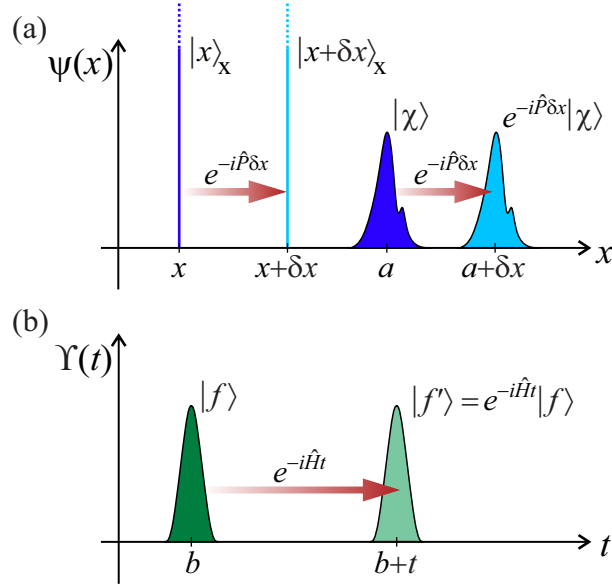 (a)
ψ(x)
|x⟩ₓ
|x+δx⟩ₓ
|χ⟩
e^{-iP̂δx}|χ⟩
e^{-iP̂δx}
e^{-iP̂δx}
x
x+δx
a
a+δx
x
(b)
ϒ(t)
|f⟩
|f′⟩ = e^{-iĤt}|f⟩
e^{-iĤt}
b
b+t
t